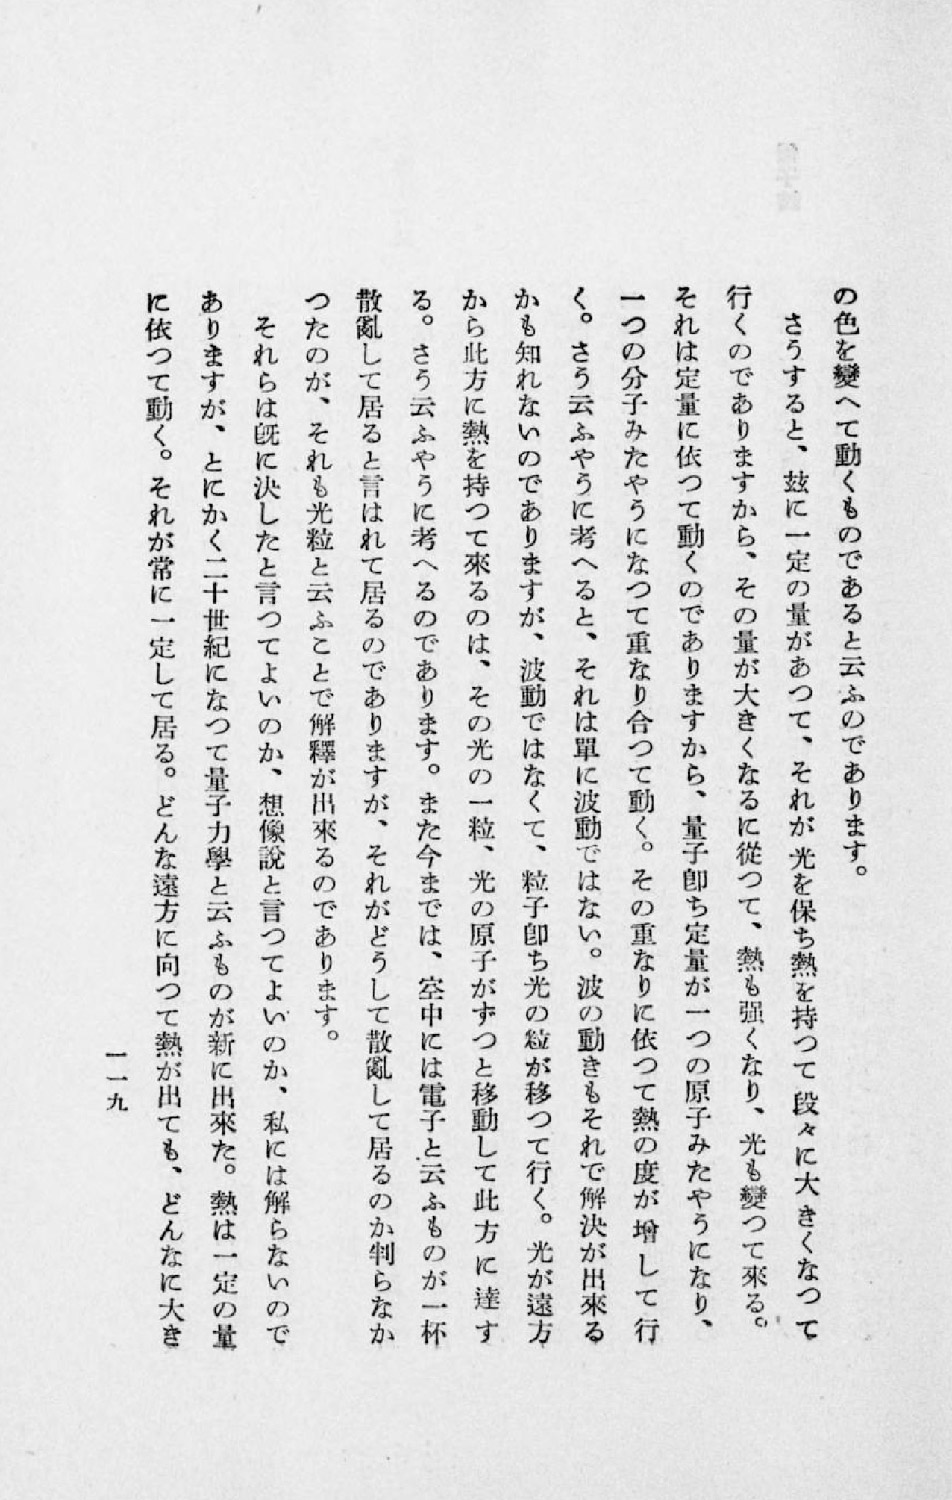 の色を變へて動くものであると云ふのであります。
さうすると、玆に一定の量があつて、それが光を保ち熱を持つて段々に大きくなつて
行くのでありますから、その量が大きくなるに從つて、熱も强くなり、光も變つて來る。
それは定量に依つて動くのでありますから、量子卽ち定量が一つの原子みたやうになり、
一つの分子みたやうになつて重なり合つて動く。その重なりに依つて熱の度が增して行
く。さう云ふやうに考へると、それは單に波動ではない。波の動きもそれで解決が出來る
かも知れないのでありますが、波動ではなくて、粒子卽ち光の粒が移つて行く。光が遠方
から此方に熱を持つて來るのは、その光の一粒、光の原子がずつと移動して此方に達す
る。さう云ふやうに考へるのであります。また今までは、空中には電子と云ふものが一杯
散亂して居ると言はれて居るのでありますが、それがどうして散亂して居るのか判らなか
つたのが、それも光粒と云ふことで解釋が出來るのであります。
それらは旣に決したと言つてよいのか、想像說と言つてよいのか、私には解らないので
ありますが、とにかく二十世紀になつて量子力學と云ふものが新に出來た。熱は一定の量
に依つて動く。それが常に一定して居る。どんな遠方に向つて熱が出ても、どんなに大き
一一九